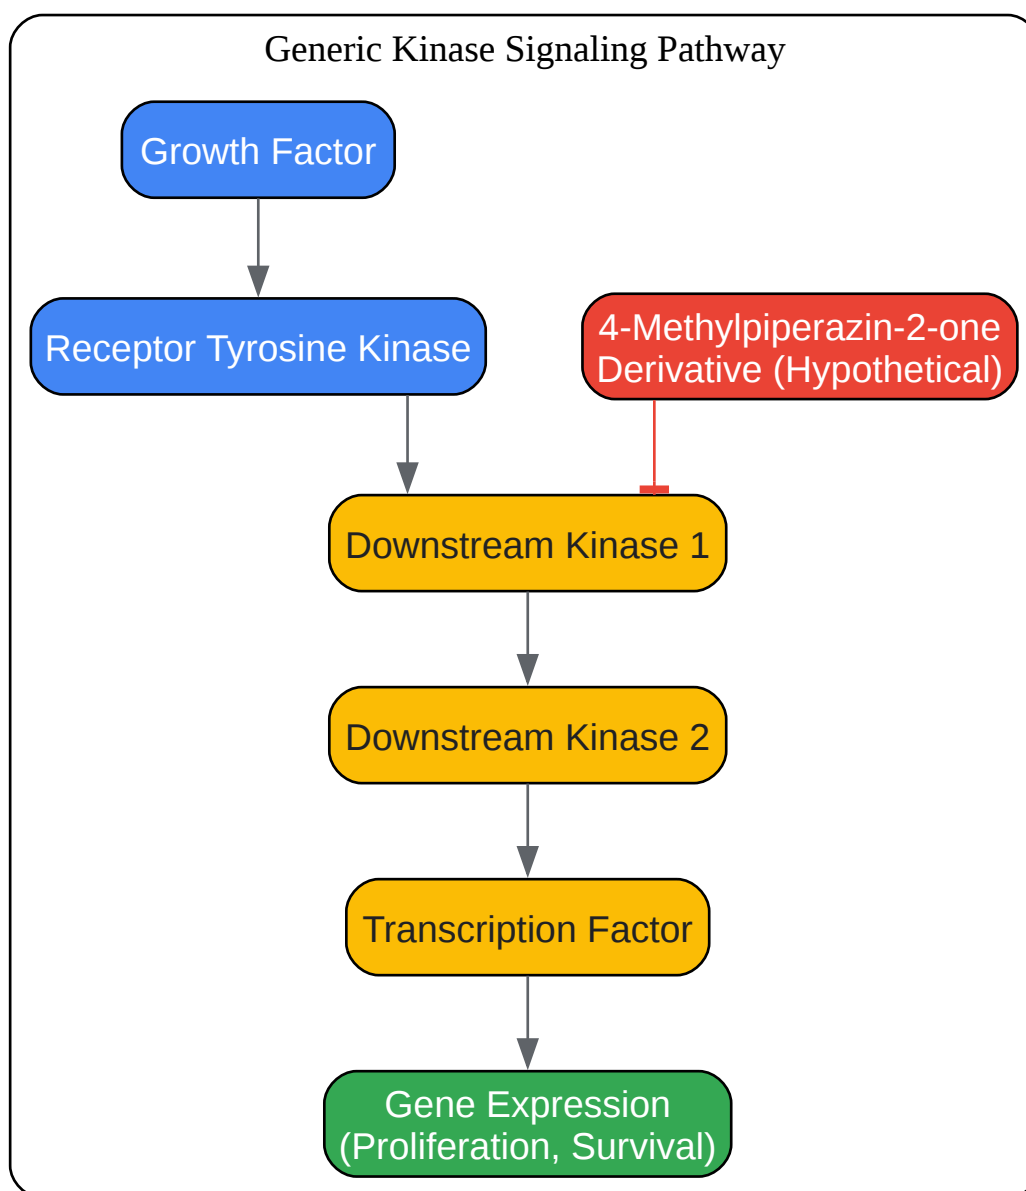 Generic Kinase Signaling Pathway
Growth Factor
Receptor Tyrosine Kinase
4-Methylpiperazin-2-one
Derivative (Hypothetical)
Downstream Kinase 1
Downstream Kinase 2
Transcription Factor
Gene Expression
(Proliferation, Survival)